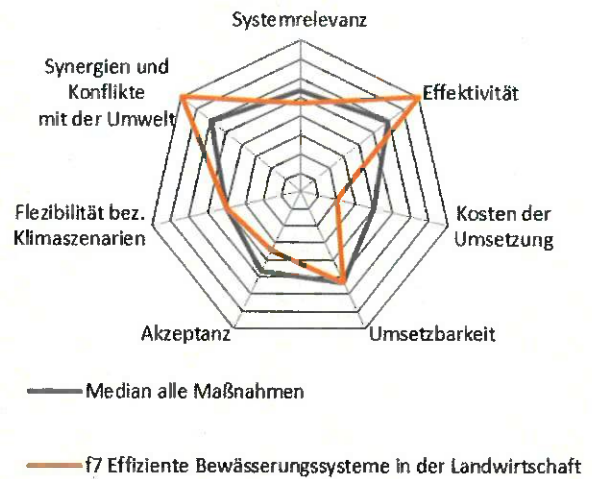 Systemrelevanz
Synergien und
Konflikte
mit der Umwelt
Effektivität
Flezibilität bez.
Klimaszenarien
Kosten der
Umsetzung
Akzeptanz
Umsetzbarkeit
Median alle Maßnahmen
f7 Effiziente Bewässerungssysteme in der Landwirtschaft